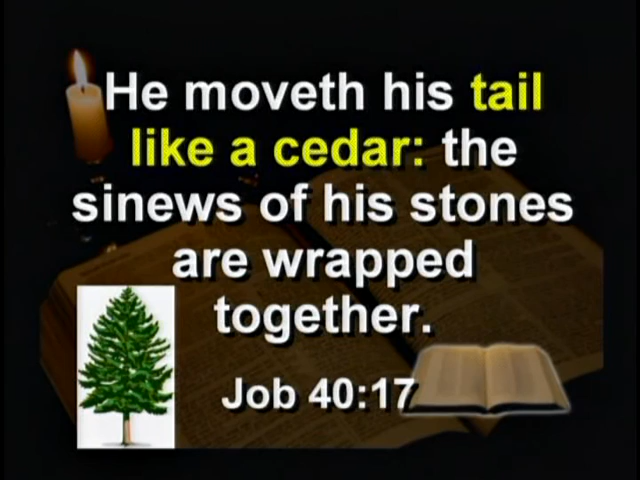 He moveth his tail
like a cedar: the
sinews of his stones
are wrapped
together.
Job 40:17